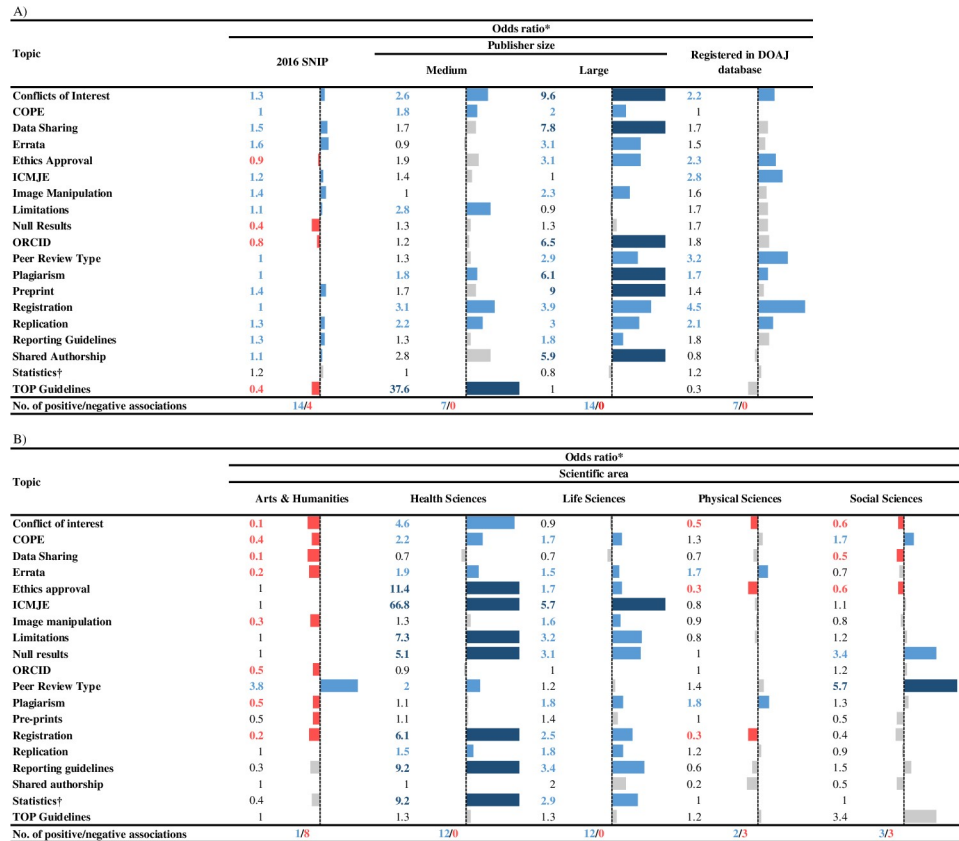 A)
Odds ratio*
Topic 2016 SNIP Publisher size Registered in DOAJ database
Medium Large
Conflicts of Interest 1.3 2.6 9.6 2.2
COPE 1 1.8 2 1
Data Sharing 1.5 1.7 7.8 1.7
Errata 1.6 0.9 3.1 1.5
Ethics Approval 0.9 1.9 3.1 2.3
ICMJE 1.2 1.4 1 2.8
Image Manipulation 1.4 1 2.3 1.6
Limitations 1.1 2.8 0.9 1.7
Null Results 0.4 1.3 1.3 1.7
ORCID 0.8 1.2 6.5 1.8
Peer Review Type 1 1.3 2.9 3.2
Plagiarism 1 1.8 6.1 1.7
Preprint 1.4 1.7 9 1.4
Registration 1 3.1 3.9 4.5
Replication 1.3 2.2 3 2.1
Reporting Guidelines 1.3 1.3 1.8 1.8
Shared Authorship 1.1 2.8 5.9 0.8
Statistics† 1.2 1 0.8 1.2
TOP Guidelines 0.4 37.6 1 0.3
No. of positive/negative associations 14/4 7/0 14/0 7/0
B)
Odds ratio*
Topic Scientific area
Arts & Humanities Health Sciences Life Sciences Physical Sciences Social Sciences
Conflict of interest 0.1 4.6 0.9 0.5 0.6
COPE 0.4 2.2 1.7 1.3 1.7
Data Sharing 0.1 0.7 0.7 0.7 0.5
Errata 0.2 1.9 1.5 1.7 0.7
Ethics approval 1 11.4 1.7 0.3 0.6
ICMJE 1 66.8 5.7 0.8 1.1
Image manipulation 0.3 1.3 1.6 0.9 0.8
Limitations 1 7.3 3.2 0.8 1.2
Null results 1 5.1 3.1 1 3.4
ORCID 0.5 0.9 1 1 1.2
Peer Review Type 3.8 2 1.2 1.4 5.7
Plagiarism 0.5 1.1 1.8 1.8 1.3
Pre-prints 0.5 1.1 1.4 1 0.5
Registration 0.2 6.1 2.5 0.3 0.4
Replication 1 1.5 1.8 1.2 0.9
Reporting guidelines 0.3 9.2 3.4 0.6 1.5
Shared authorship 1 1 2 0.2 0.5
Statistics† 0.4 9.2 2.9 1 1
TOP Guidelines 1 1.3 1.3 1.2 3.4
No. of positive/negative associations 1/8 12/0 12/0 2/3 3/3